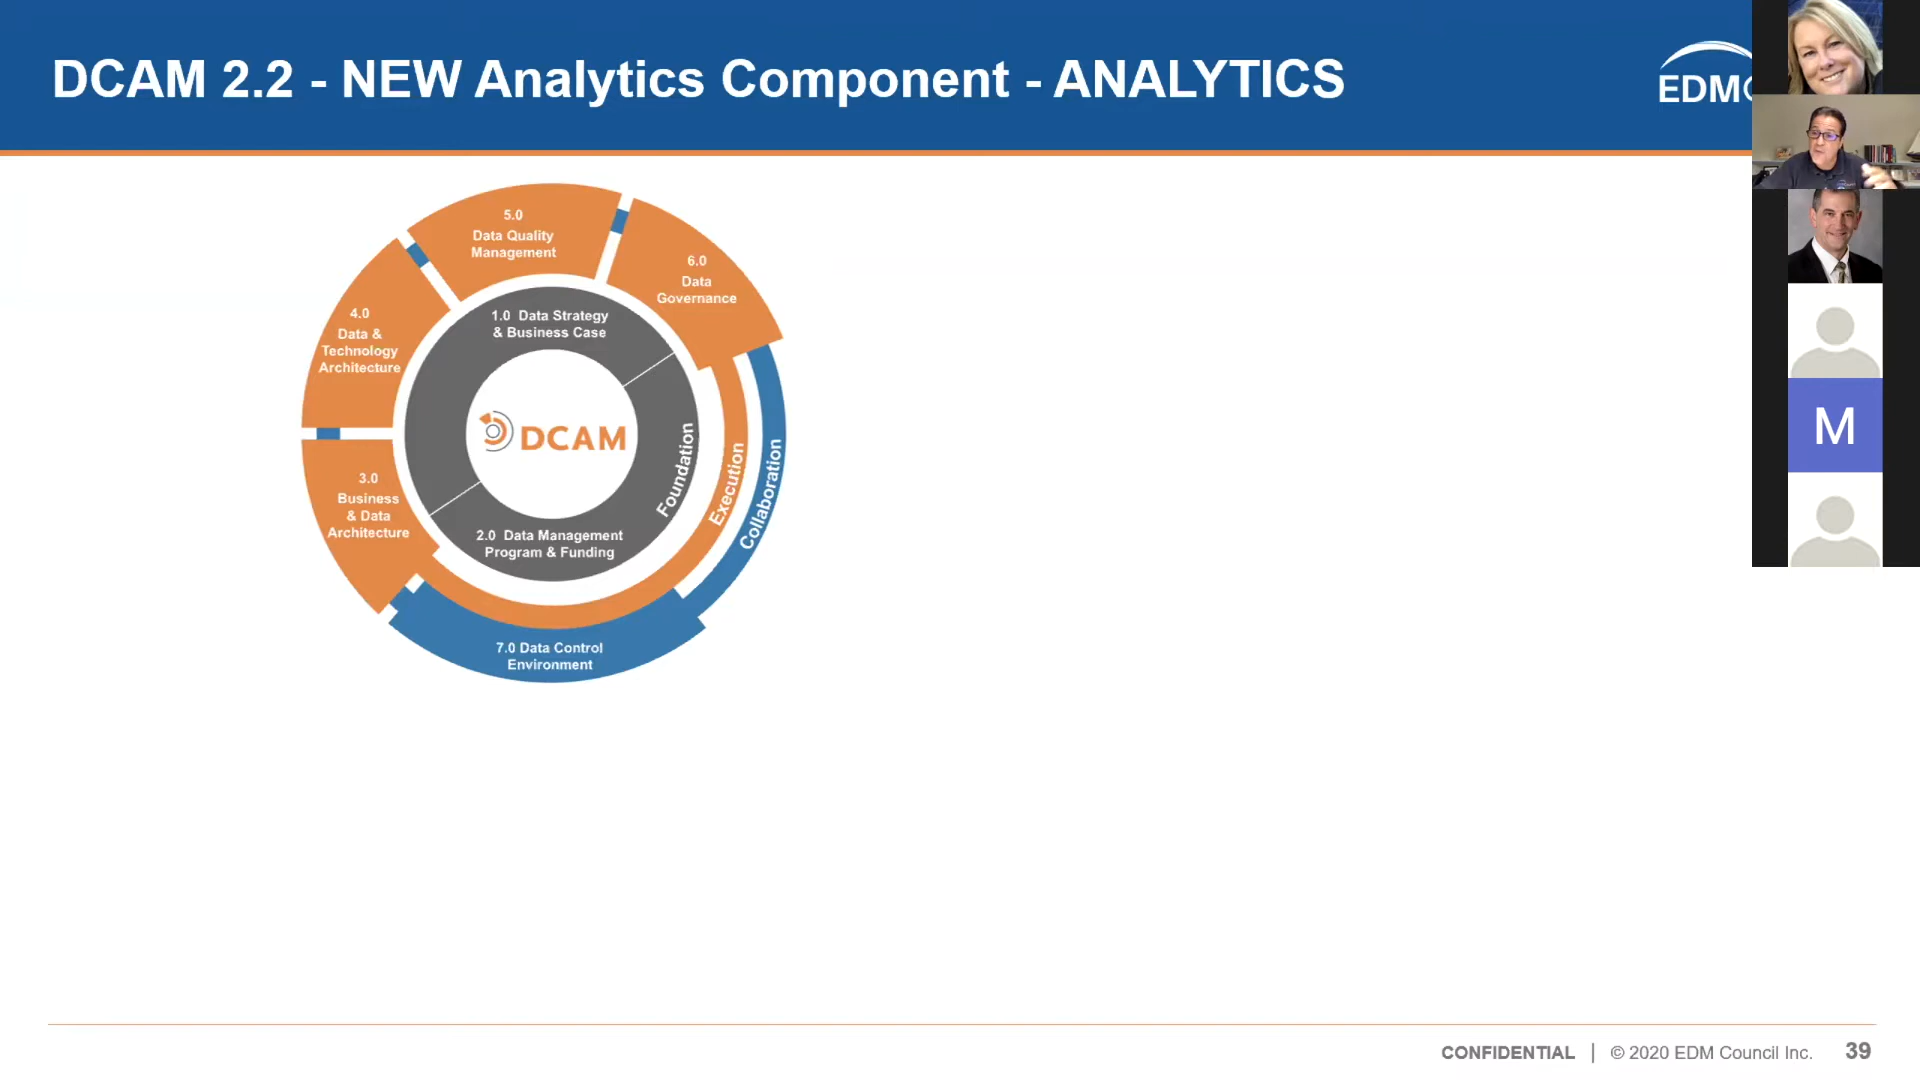 DCAM 2.2 - NEW Analytics Component - ANALYTICS
EDMC
5.0
Data Quality
Management
6.0
Data
Governance
4.0
Data &
Technology
Architecture
1.0 Data Strategy
& Business Case
DCAM
Foundation
Execution
Collaboration
3.0
Business
& Data
Architecture
2.0 Data Management
Program & Funding
7.0 Data Control
Environment
M
CONFIDENTIAL | © 2020 EDM Council Inc. 39